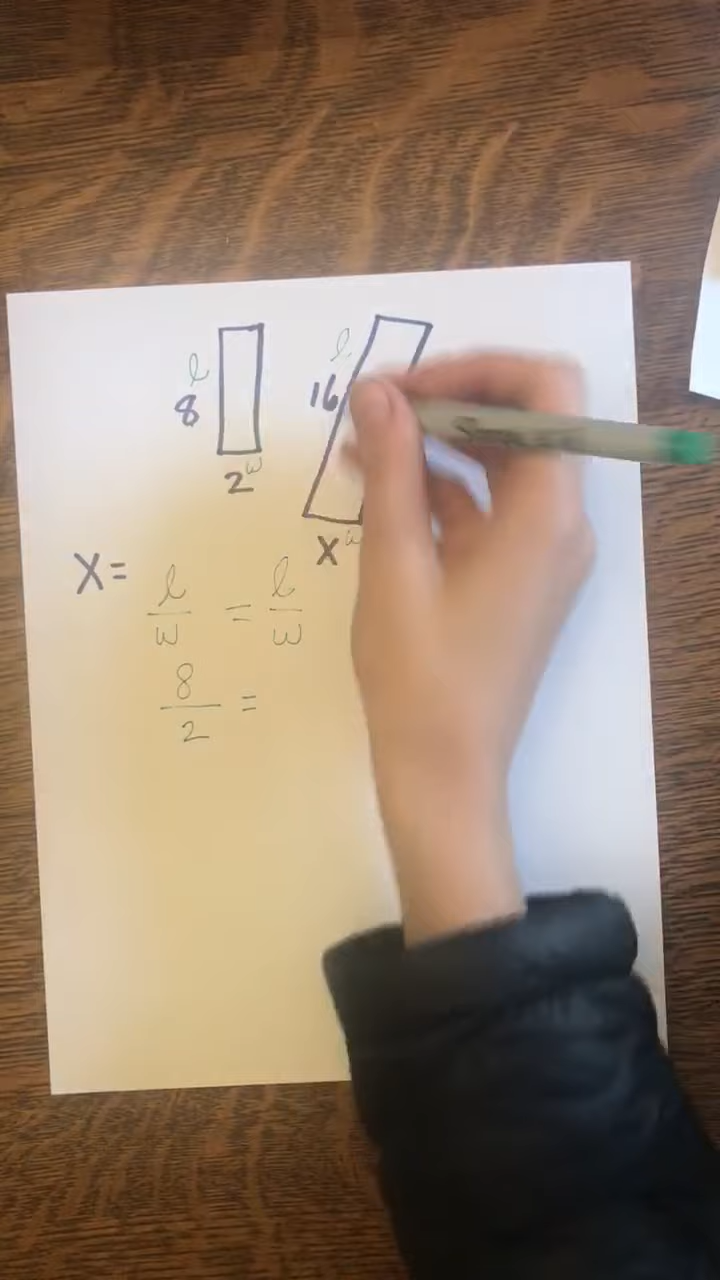 l l
8 16
2 w X w
X = l/w = l/w
8/2 =